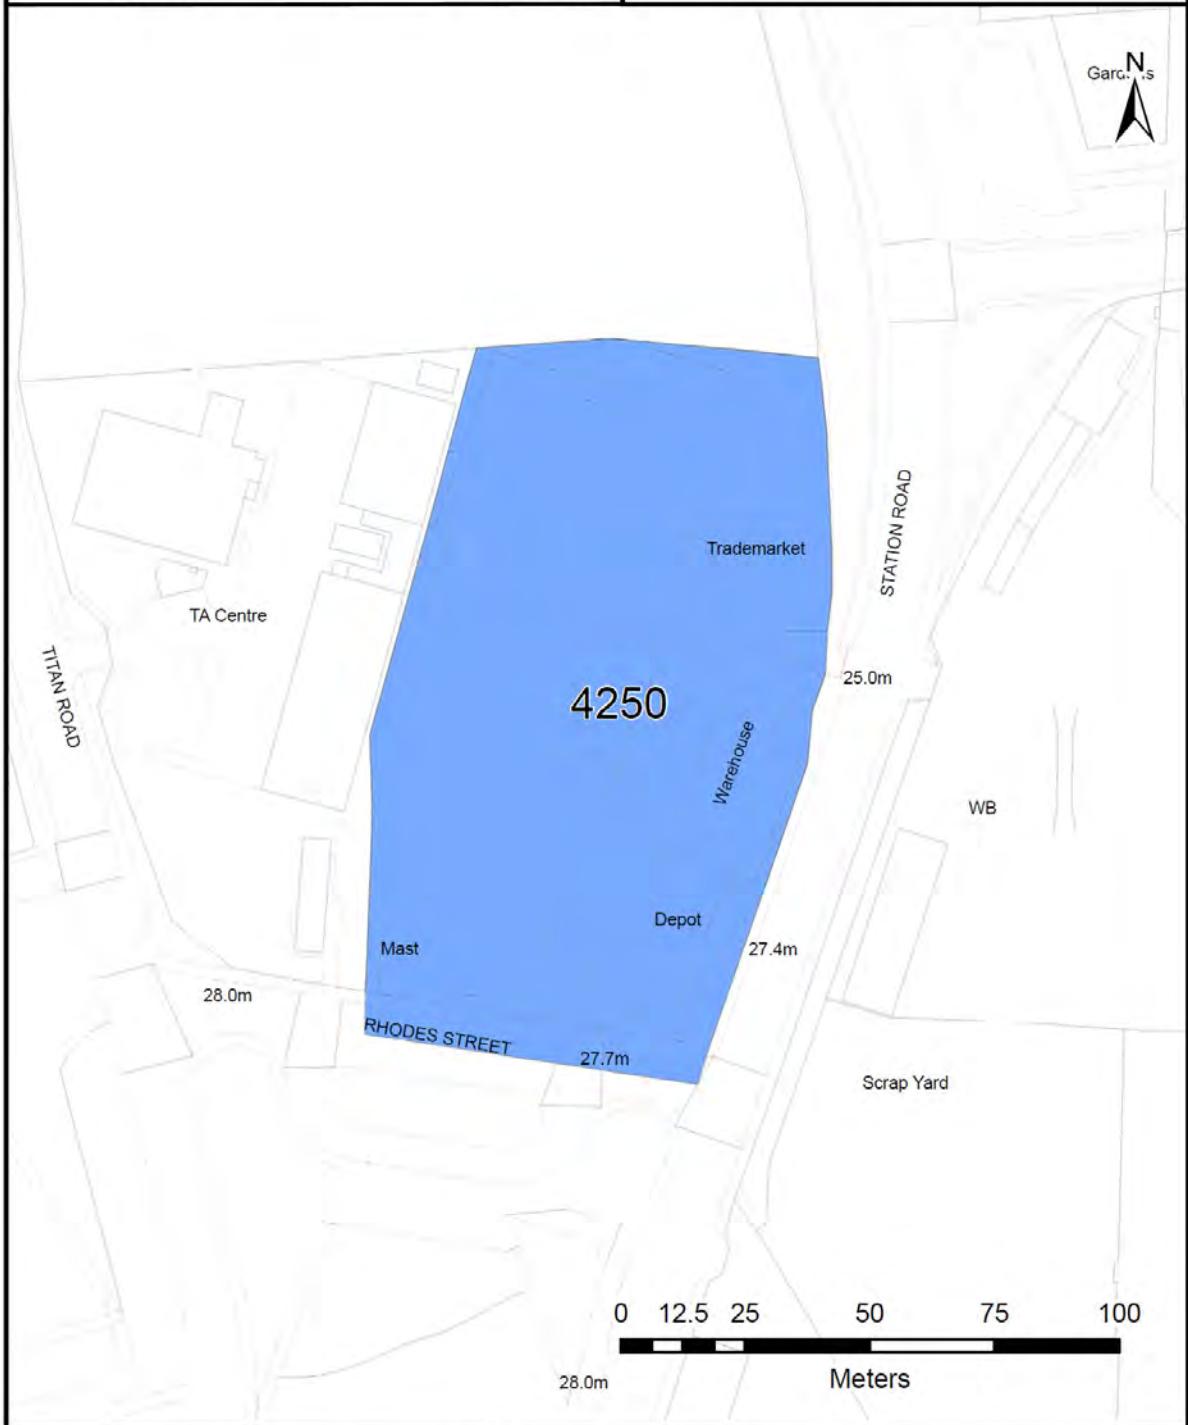 N
Trademarket
STATION ROAD
TA Centre
TITAN ROAD
25.0m
4250
Warehouse
WB
Depot
Mast
27.4m
28.0m
RHODES STREET
27.7m
Scrap Yard
0 12.5 25 50 75 100
Meters
28.0m